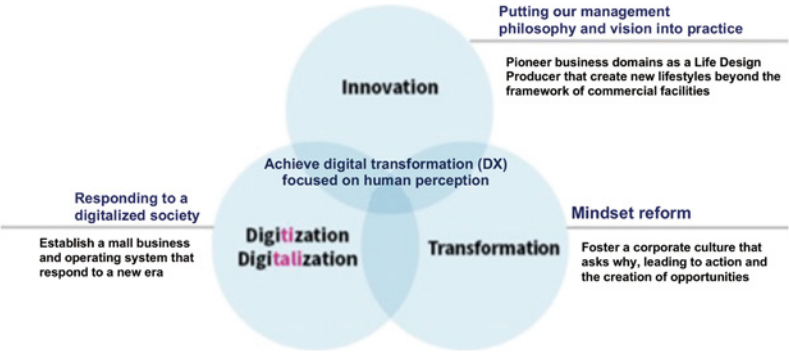 Putting our management
philosophy and vision into practice
Pioneer business domains as a Life Design
Producer that create new lifestyles beyond the
framework of commercial facilities
Innovation
Achieve digital transformation (DX)
focused on human perception
Responding to a
digitalized society
Establish a mall business
and operating system that
respond to a new era
Digitization
Digitalization
Transformation
Mindset reform
Foster a corporate culture that
asks why, leading to action and
the creation of opportunities